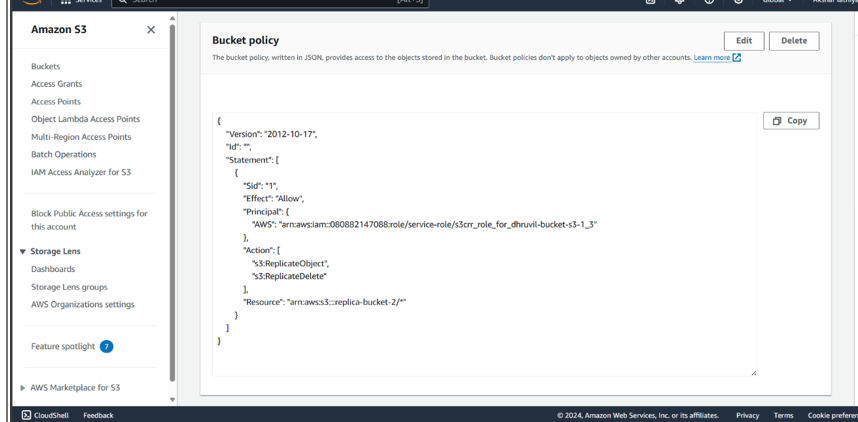 Services
Search
[Alt+S]
Global
Amazon S3
Buckets
Access Grants
Access Points
Object Lambda Access Points
Multi-Region Access Points
Batch Operations
IAM Access Analyzer for S3
Block Public Access settings for
this account
Storage Lens
Dashboards
Storage Lens groups
AWS Organizations settings
Feature spotlight 7
AWS Marketplace for S3
Bucket policy
Edit
Delete
The bucket policy, written in JSON, provides access to the objects stored in the bucket. Bucket policies don't apply to objects owned by other accounts. Learn more
Copy
{
"Version": "2012-10-17",
"Id": "",
"Statement": [
{
"Sid": "1",
"Effect": "Allow",
"Principal": {
"AWS": "arn:aws:iam::080882147088:role/service-role/s3crr_role_for_dhruvil-bucket-s3-1_3"
},
"Action": [
"s3:ReplicateObject",
"s3:ReplicateDelete"
],
"Resource": "arn:aws:s3:::replica-bucket-2/*"
}
]
}
CloudShell
Feedback
© 2024, Amazon Web Services, Inc. or its affiliates.
Privacy
Terms
Cookie preferen